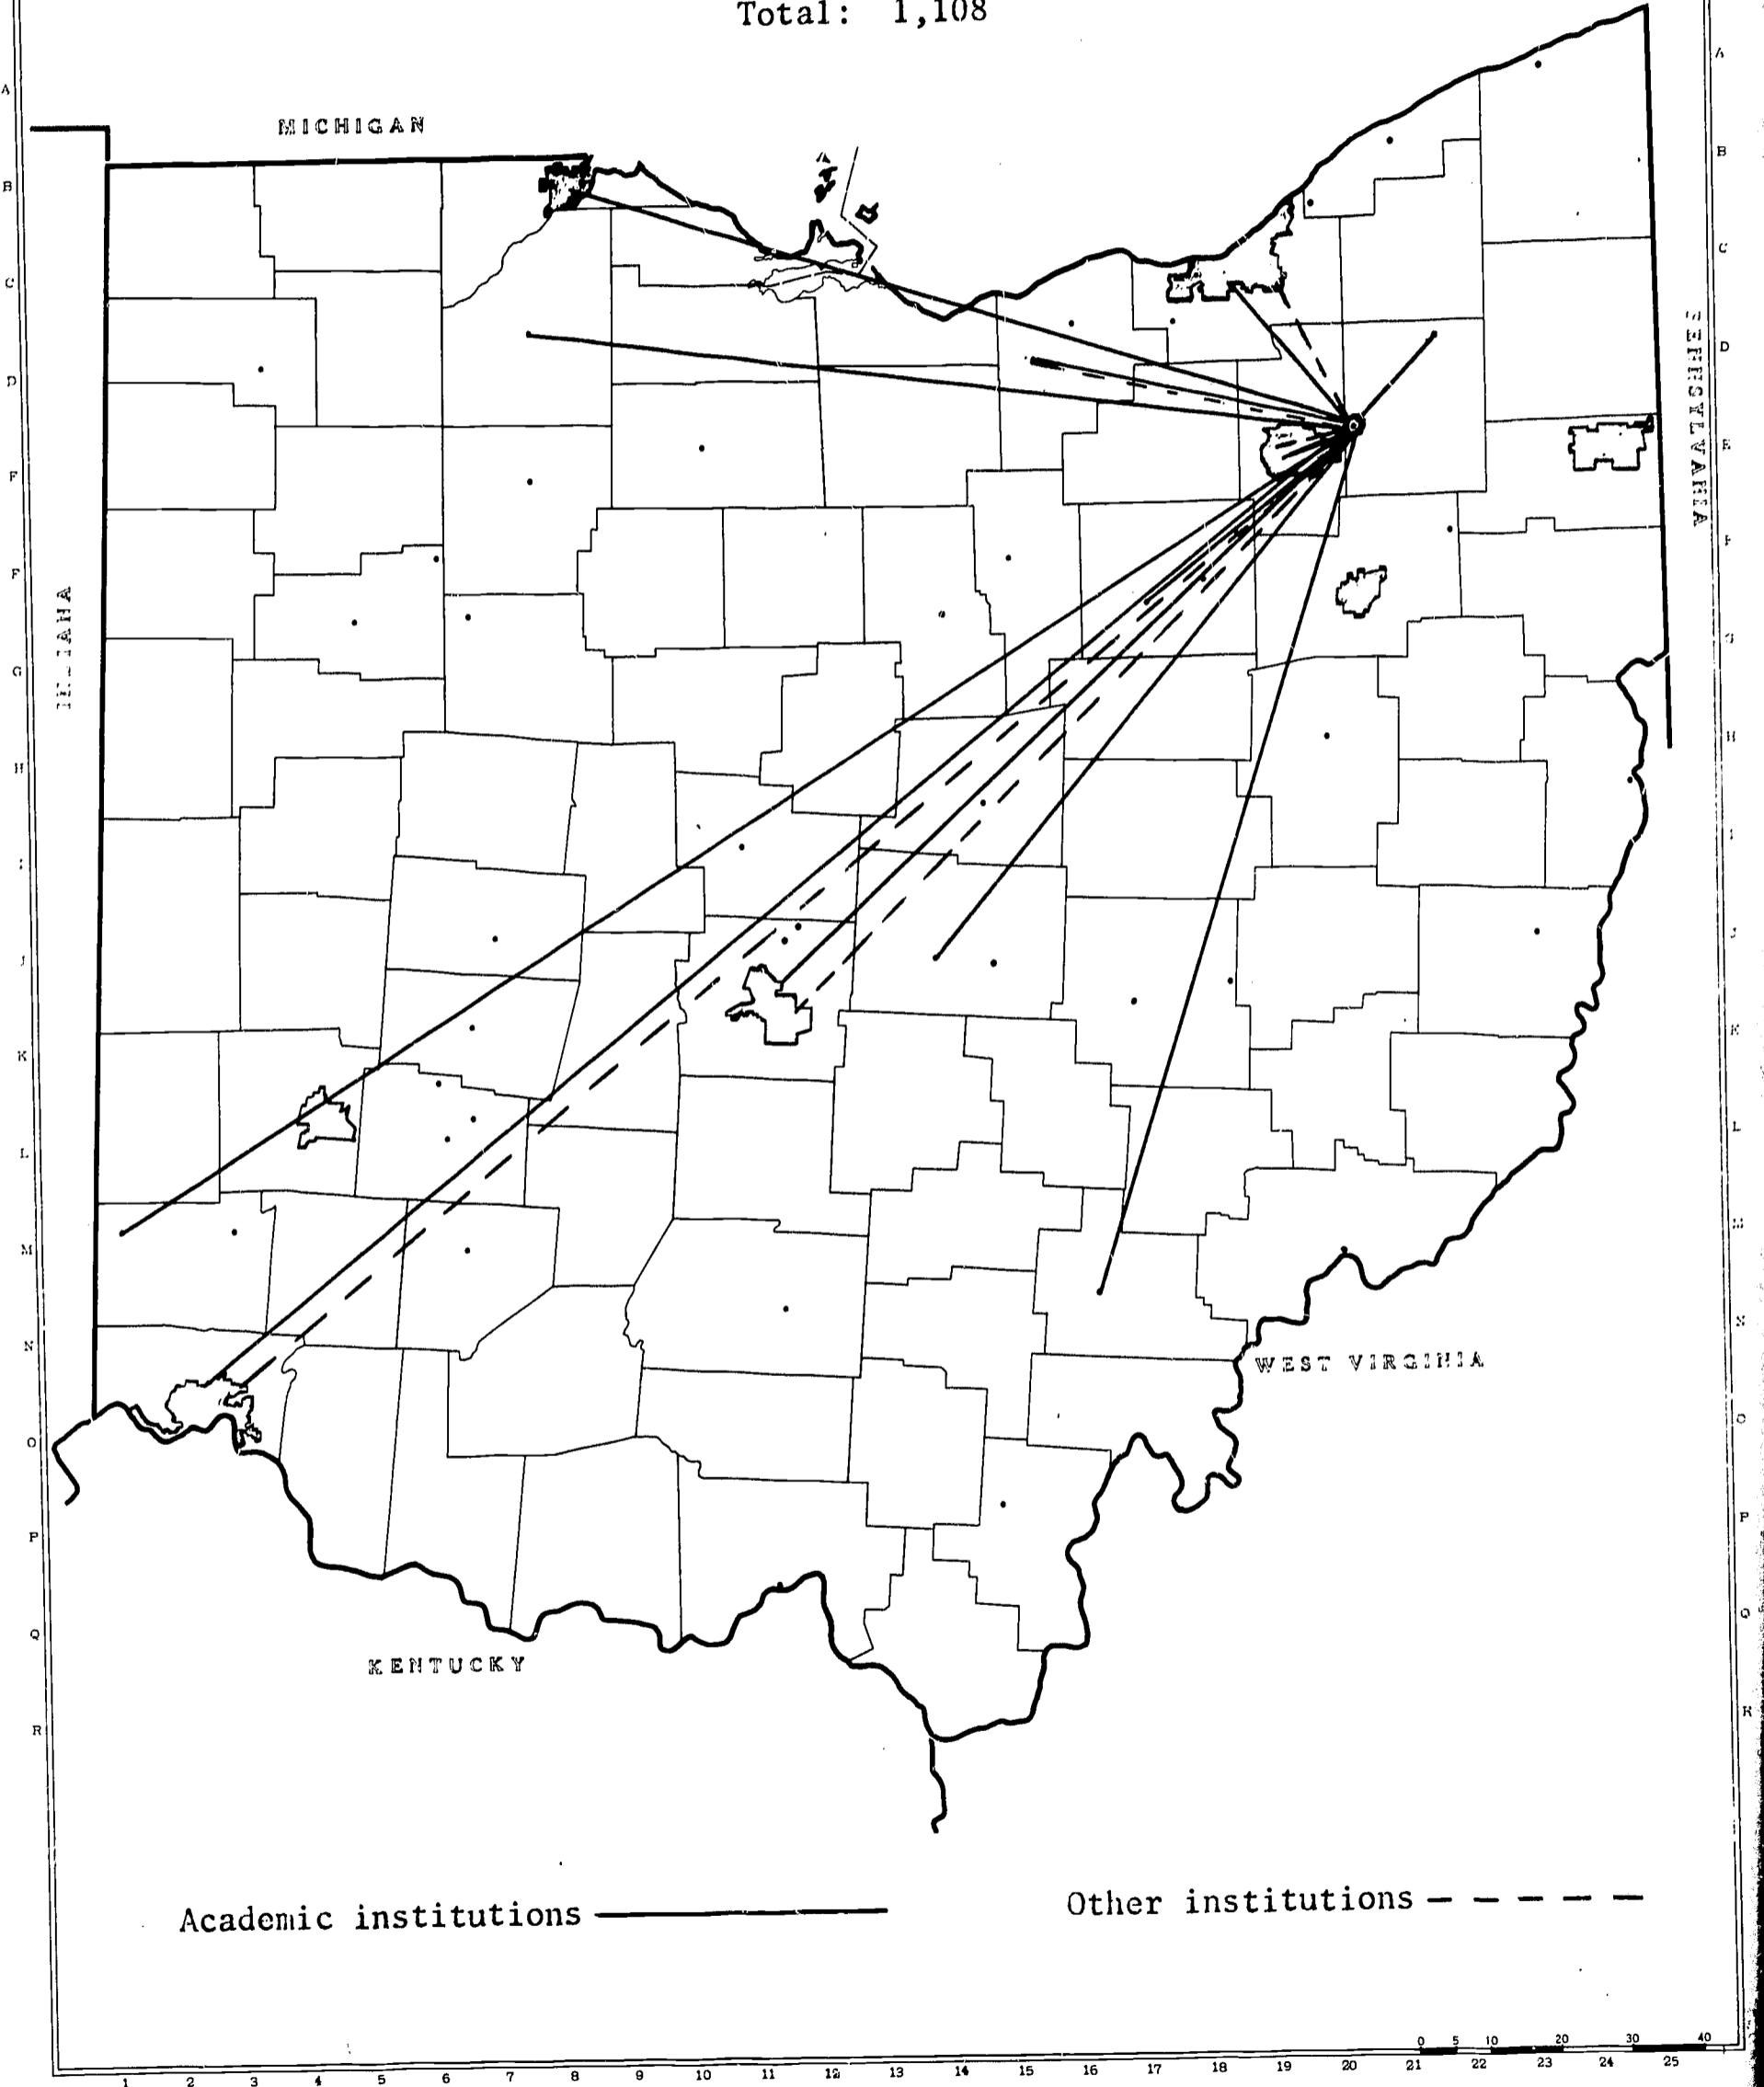 Total: 1,108
MICHIGAN
A
B
C
D
E
F
G
H
J
K
L
M
N
O
P
Q
R
WEST VIRGINIA
KENTUCKY
Academic institutions
Other institutions
0 5 10 20 30 40
1 2 3 4 5 6 7 8 9 10 11 12 13 14 15 16 17 18 19 20 21 22 23 24 25